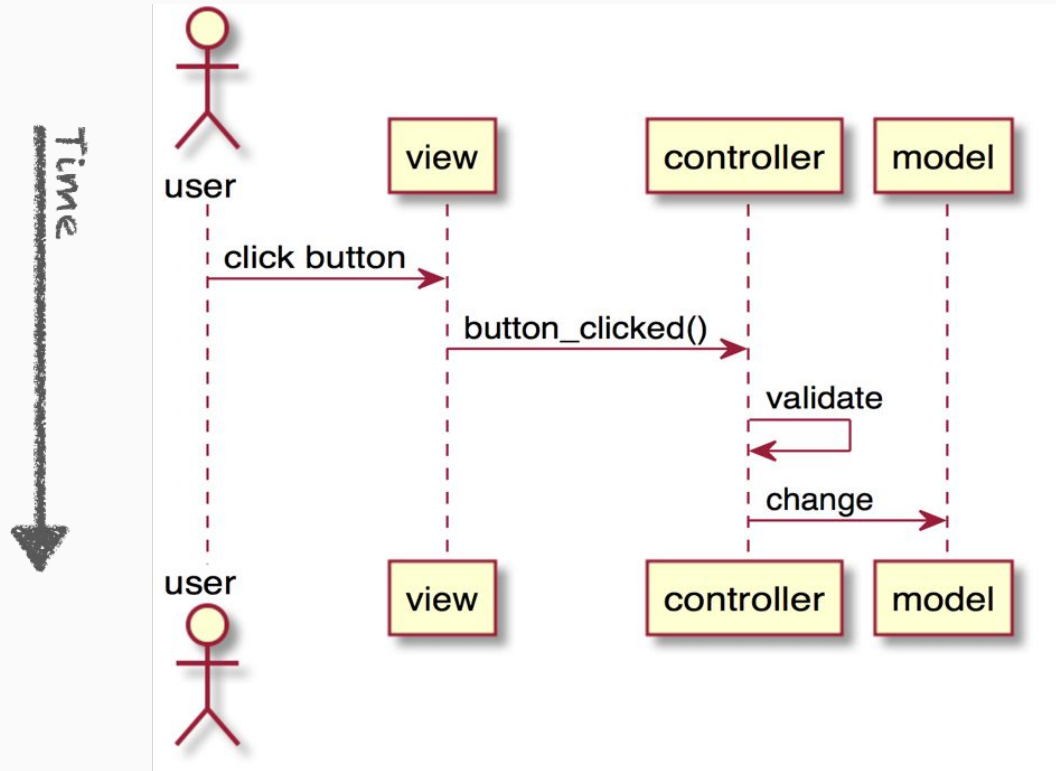 Time
user
view
controller
model
click button
button_clicked()
validate
change
user
view
controller
model